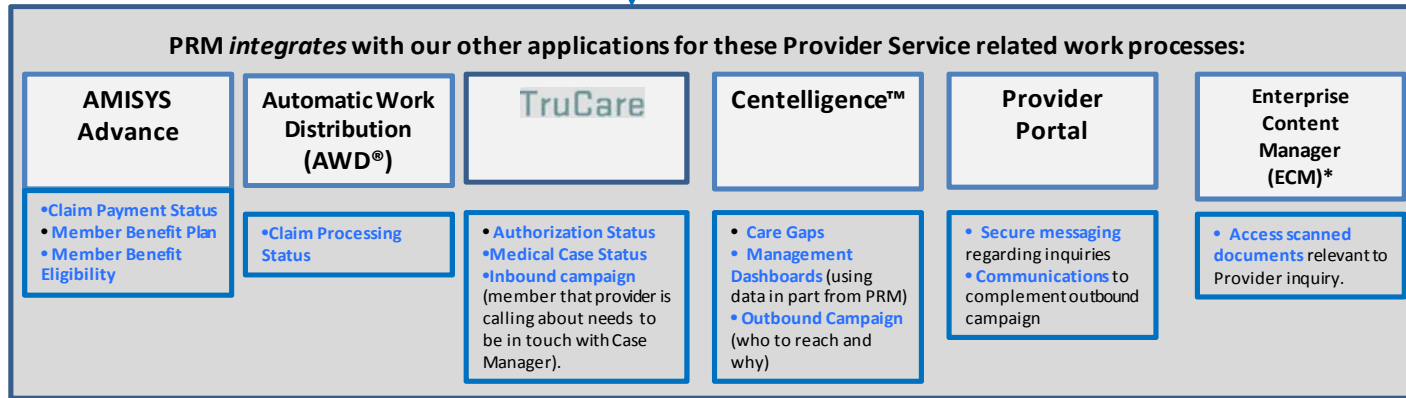 PRM integrates with our other applications for these Provider Service related work processes:
AMISYS
Advance
•Claim Payment Status
• Member Benefit Plan
• Member Benefit
Eligibility
Automatic Work
Distribution
(AWD®)
•Claim Processing
Status
TruCare
• Authorization Status
•Medical Case Status
•Inbound campaign
(member that provider is
calling about needs to
be in touch with Case
Manager).
Centelligence™
• Care Gaps
• Management
Dashboards (using
data in part from PRM)
• Outbound Campaign
(who to reach and
why)
Provider
Portal
• Secure messaging
regarding inquiries
• Communications to
complement outbound
campaign
Enterprise
Content
Manager
(ECM)*
• Access scanned
documents relevant to
Provider inquiry.